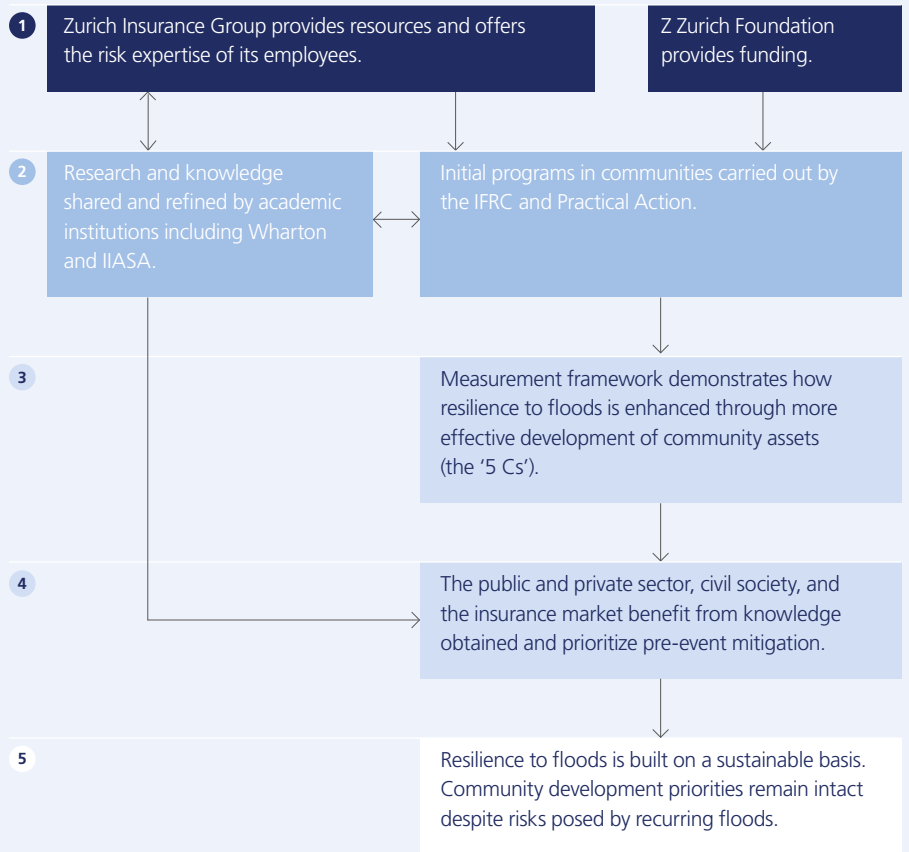 1
Zurich Insurance Group provides resources and offers
the risk expertise of its employees.
Z Zurich Foundation
provides funding.
2
Research and knowledge
shared and refined by academic
institutions including Wharton
and IIASA.
Initial programs in communities carried out by
the IFRC and Practical Action.
3
Measurement framework demonstrates how
resilience to floods is enhanced through more
effective development of community assets
(the ‘5 Cs’).
4
The public and private sector, civil society, and
the insurance market benefit from knowledge
obtained and prioritize pre-event mitigation.
5
Resilience to floods is built on a sustainable basis.
Community development priorities remain intact
despite risks posed by recurring floods.